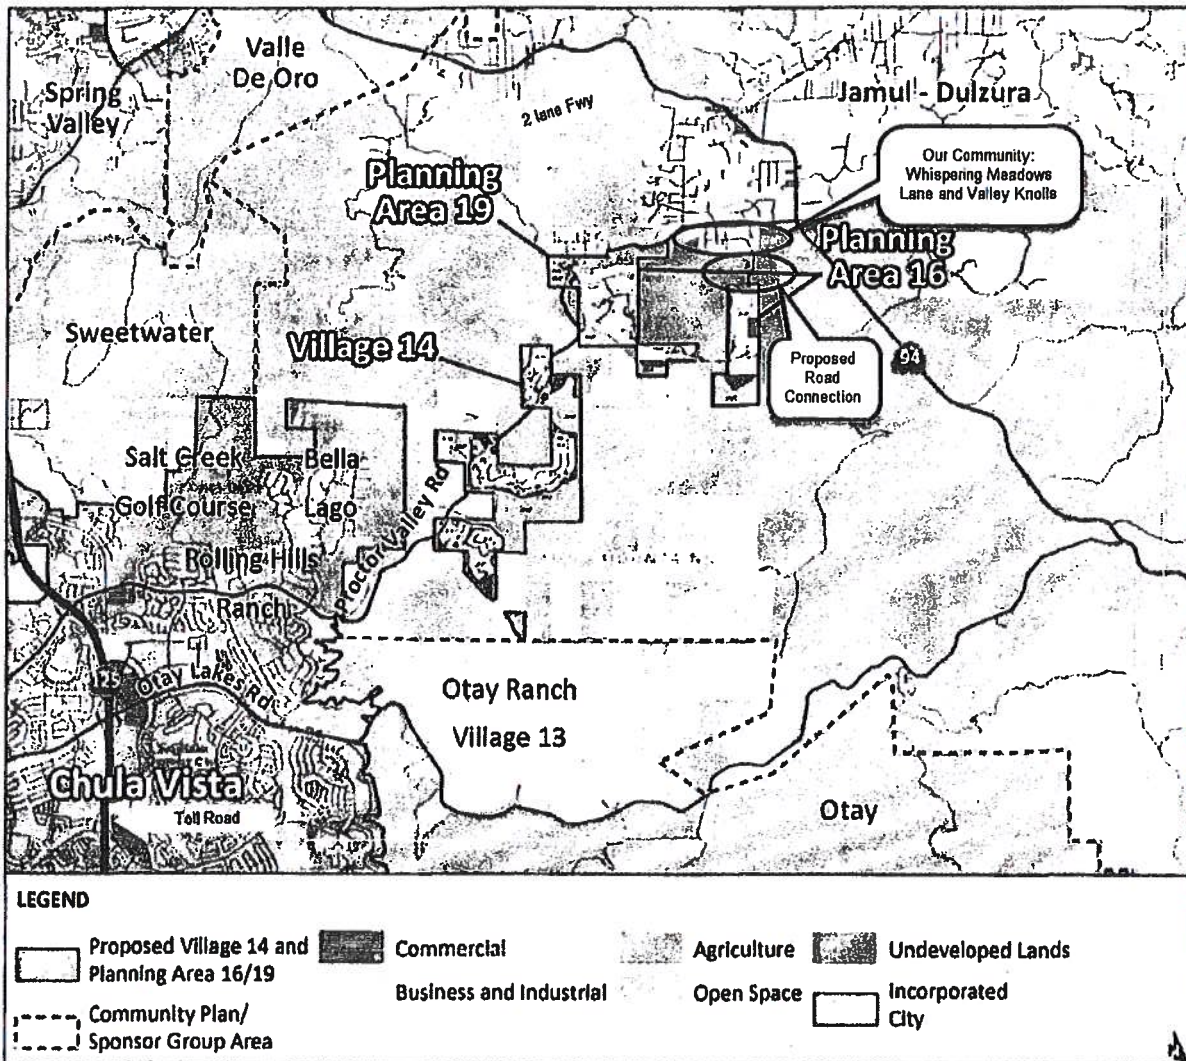 Valle
De Oro
Spring
Valley
2 lane Fwy
Jamul - Dulzura
Our Community:
Whispering Meadows
Lane and Valley Knolls
Planning
Area 19
Planning
Area 16
Sweetwater
Village 14
94
Proposed
Road
Connection
Salt Creek
Golf Course
Bella
Lago
Proctor Valley Rd
Rolling Hills
Ranch
125
Otay Lakes Rd
Otay Ranch
Village 13
Chula Vista
Toll Road
Otay
LEGEND
Proposed Village 14 and
Planning Area 16/19
Commercial
Agriculture
Undeveloped Lands
Business and Industrial
Open Space
Incorporated
City
Community Plan/
Sponsor Group Area